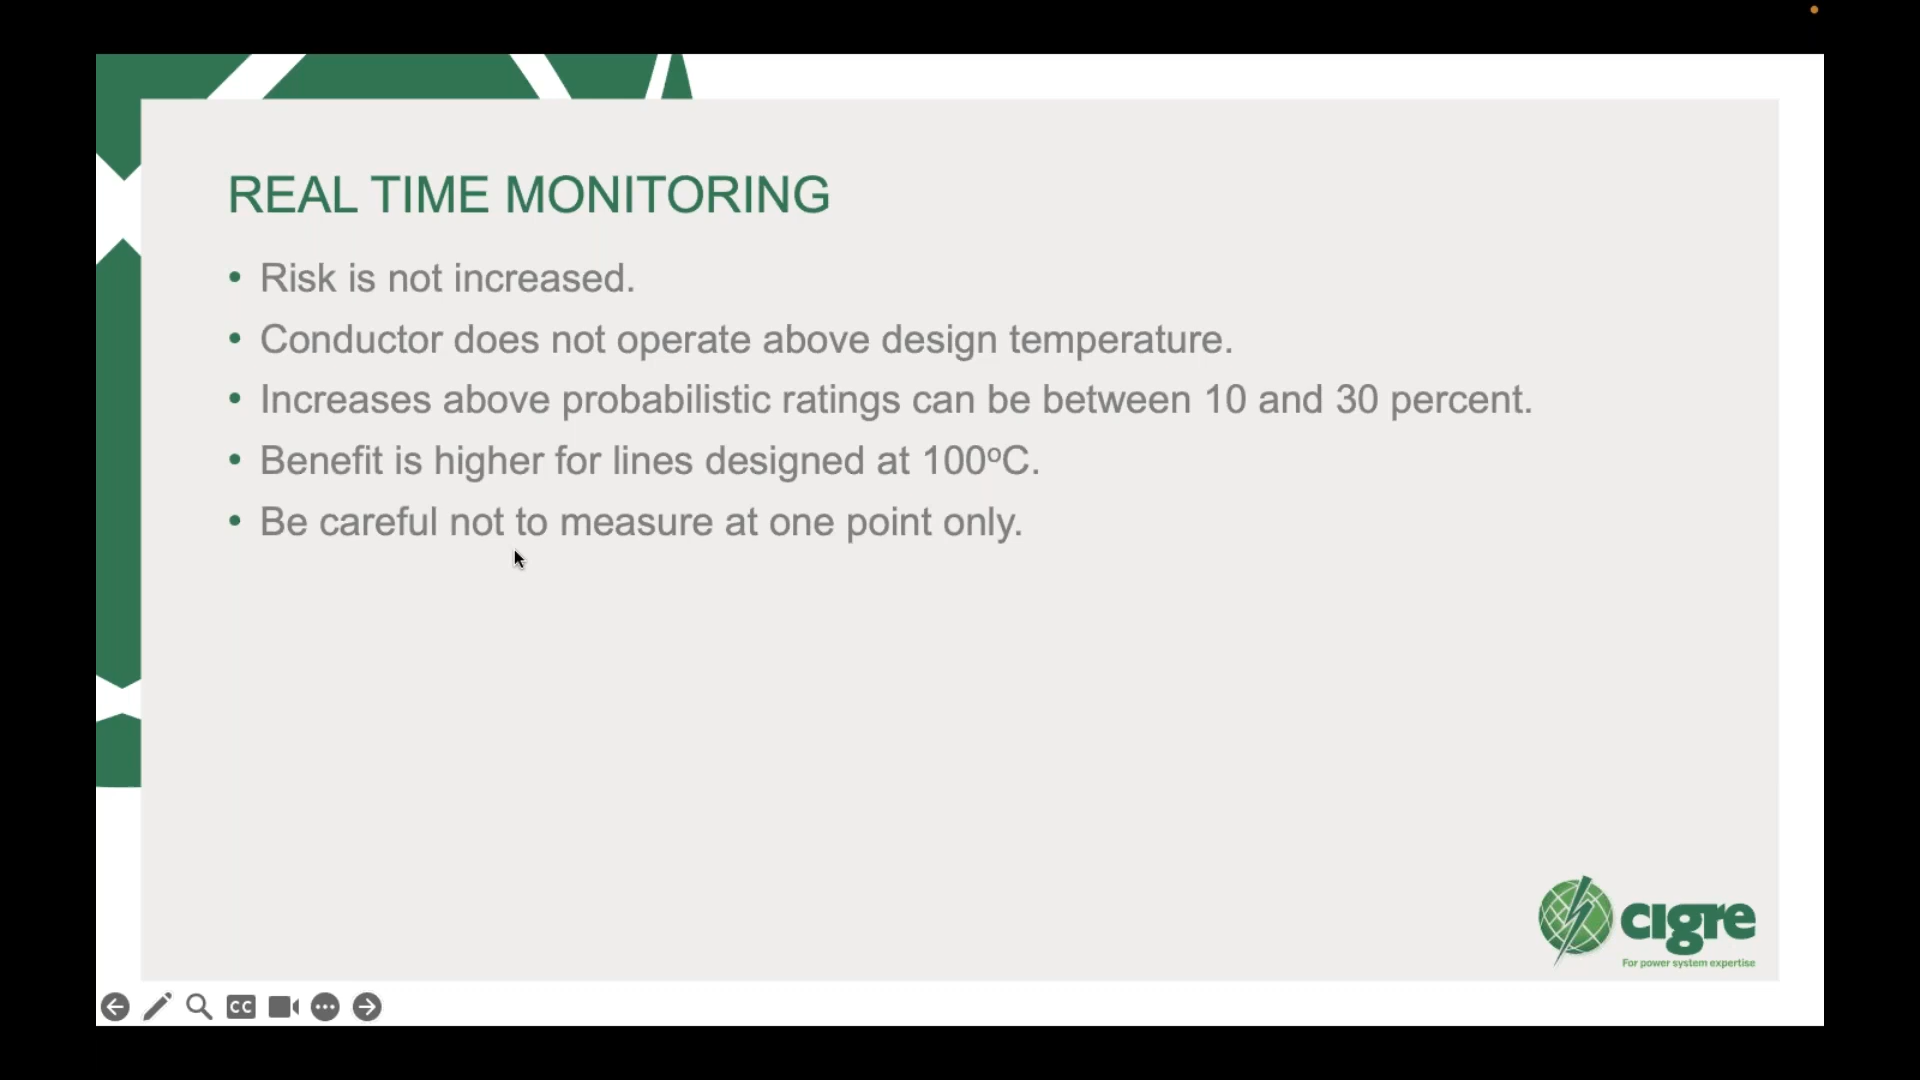 REAL TIME MONITORING
• Risk is not increased.
• Conductor does not operate above design temperature.
• Increases above probabilistic ratings can be between 10 and 30 percent.
• Benefit is higher for lines designed at 100ºC.
• Be careful not to measure at one point only.
cigre
For power system expertise
CC